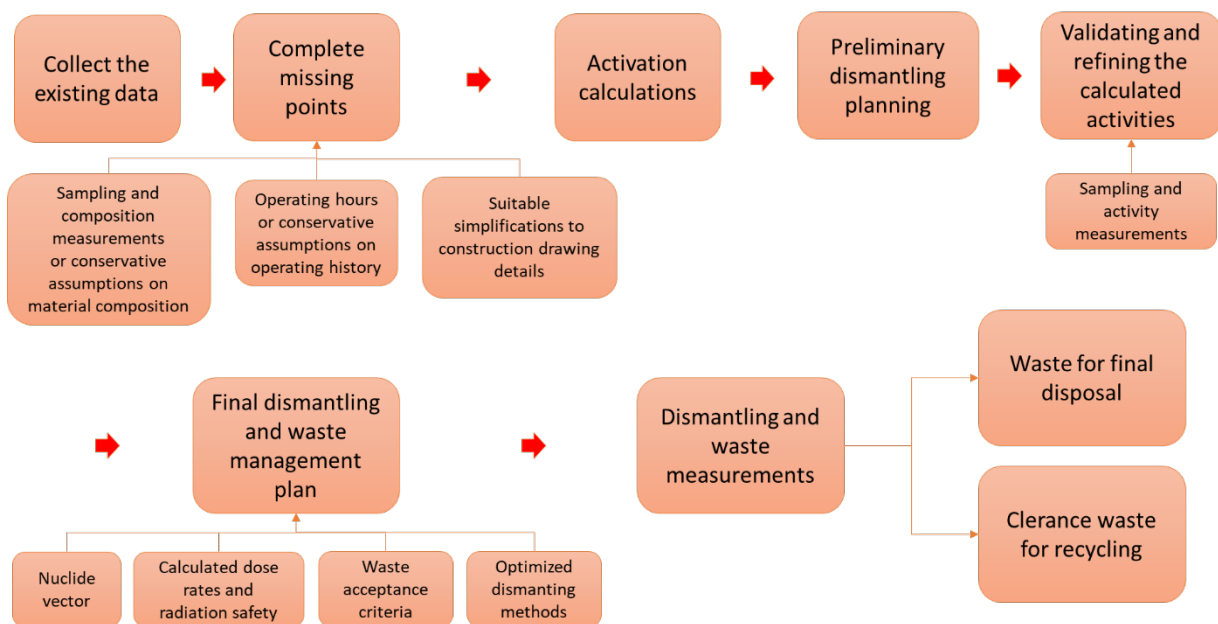 Collect the
existing data
Complete
missing
points
Activation
calculations
Preliminary
dismantling
planning
Validating and
refining the
calculated
activities
Sampling and
composition
measurements
or conservative
assumptions on
material composition
Operating hours
or conservative
assumptions on
operating history
Suitable
simplifications to
construction drawing
details
Sampling and
activity
measurements
Final dismantling
and waste
management
plan
Nuclide
vector
Calculated dose
rates and
radiation safety
Waste
acceptance
criteria
Optimized
dismanting
methods
Dismantling and
waste
measurements
Waste for final
disposal
Clerance waste
for recycling